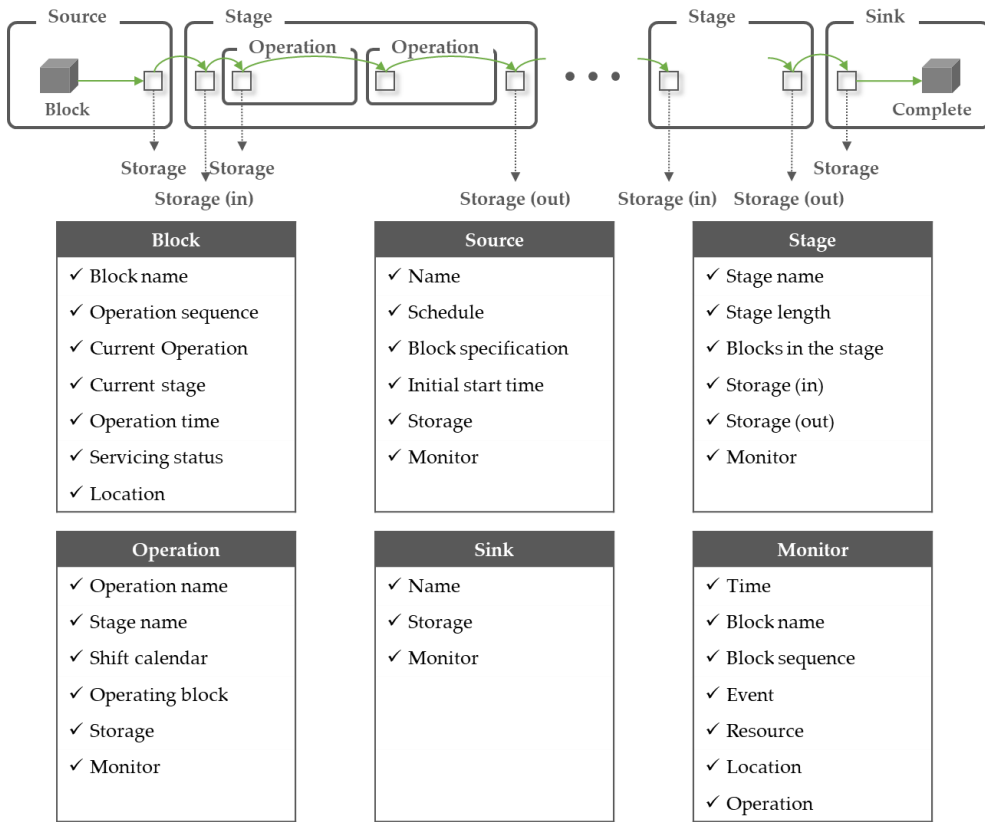 Source
Stage
Stage
Sink
Operation
Operation
Block
Complete
Storage
Storage
Storage
Storage (in)
Storage (out)
Storage (in)
Storage (out)
Block
✓ Block name
✓ Operation sequence
✓ Current Operation
✓ Current stage
✓ Operation time
✓ Servicing status
✓ Location
Source
✓ Name
✓ Schedule
✓ Block specification
✓ Initial start time
✓ Storage
✓ Monitor
Stage
✓ Stage name
✓ Stage length
✓ Blocks in the stage
✓ Storage (in)
✓ Storage (out)
✓ Monitor
Operation
✓ Operation name
✓ Stage name
✓ Shift calendar
✓ Operating block
✓ Storage
✓ Monitor
Sink
✓ Name
✓ Storage
✓ Monitor
Monitor
✓ Time
✓ Block name
✓ Block sequence
✓ Event
✓ Resource
✓ Location
✓ Operation